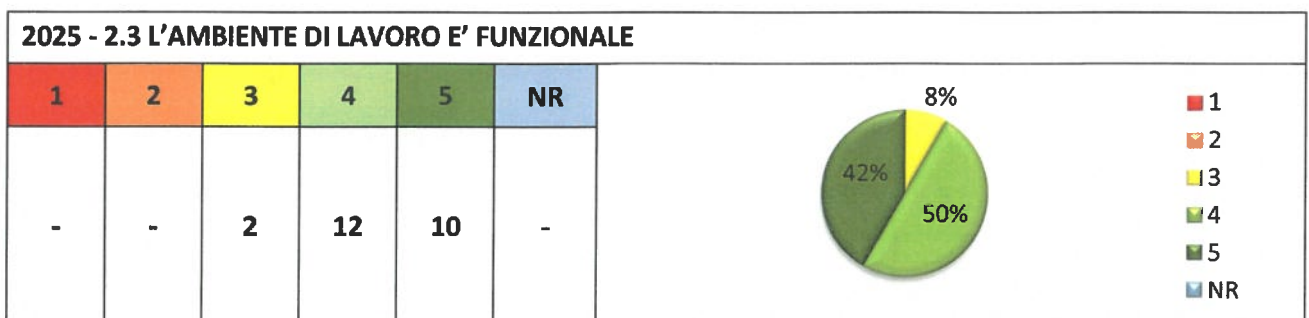 2025 - 2.3 L'AMBIENTE DI LAVORO E' FUNZIONALE
1 2 3 4 5 NR
- - 2 12 10 -
8%
42%
50%
1
2
3
4
5
NR